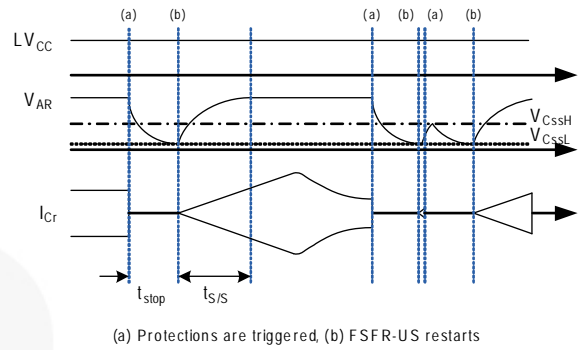 (a) (b) (a) (b) (a) (b)
LVCC
VAR
VCssH
VCssL
ICr
tstop tS/S
(a) Protections are triggered, (b) FSFR-US restarts